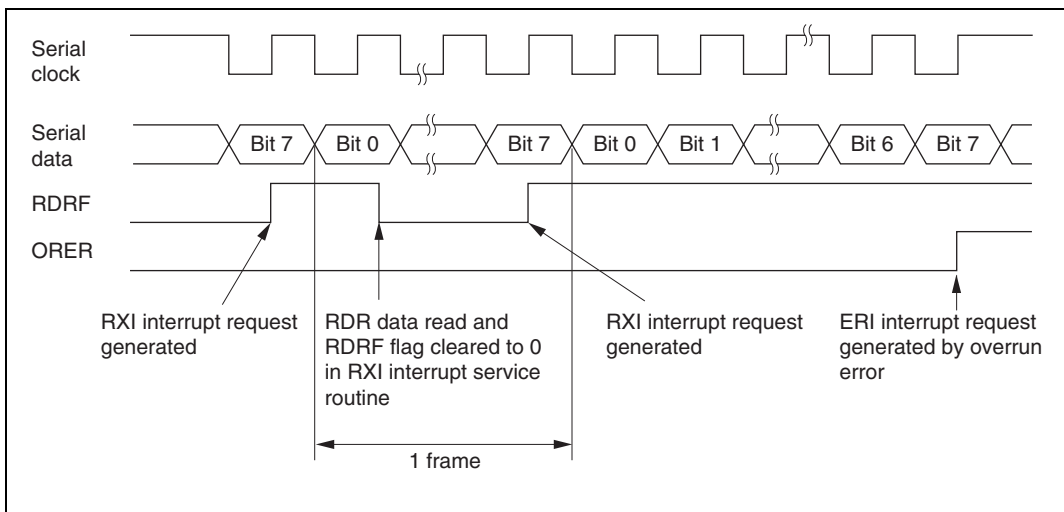 Serial
clock
Serial
data
Bit 7
Bit 0
Bit 7
Bit 0
Bit 1
Bit 6
Bit 7
RDRF
ORER
RXI interrupt request
generated
RDR data read and
RDRF flag cleared to 0
in RXI interrupt service
routine
RXI interrupt request
generated
ERI interrupt request
generated by overrun
error
1 frame